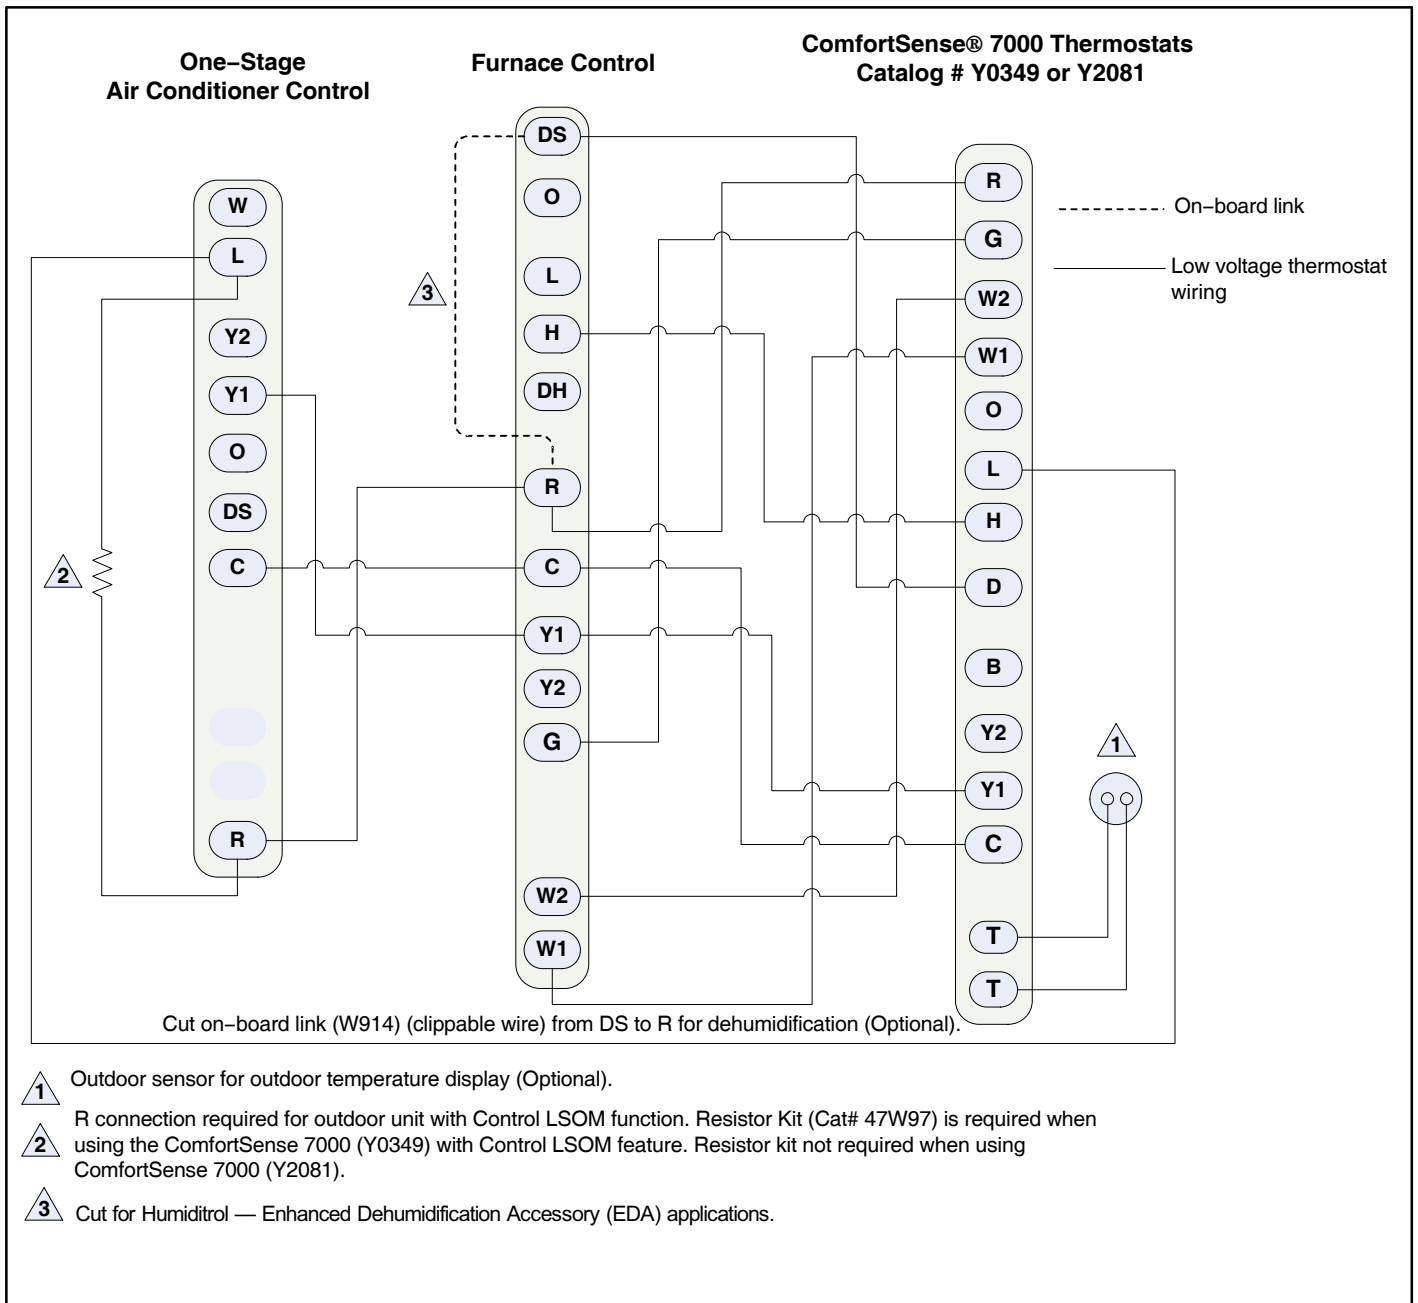 One−Stage
Air Conditioner Control
Furnace Control
ComfortSense® 7000 Thermostats
Catalog # Y0349 or Y2081
W
L
Y2
Y1
O
DS
C
R
2
3
DS
O
L
H
DH
R
C
Y1
Y2
G
W2
W1
R
G
W2
W1
O
L
H
D
B
Y2
Y1
C
T
T
On−board link
Low voltage thermostat
wiring
1
Cut on−board link (W914) (clippable wire) from DS to R for dehumidification (Optional).
1 Outdoor sensor for outdoor temperature display (Optional).
R connection required for outdoor unit with Control LSOM function. Resistor Kit (Cat# 47W97) is required when
2 using the ComfortSense 7000 (Y0349) with Control LSOM feature. Resistor kit not required when using
ComfortSense 7000 (Y2081).
3 Cut for Humiditrol — Enhanced Dehumidification Accessory (EDA) applications.